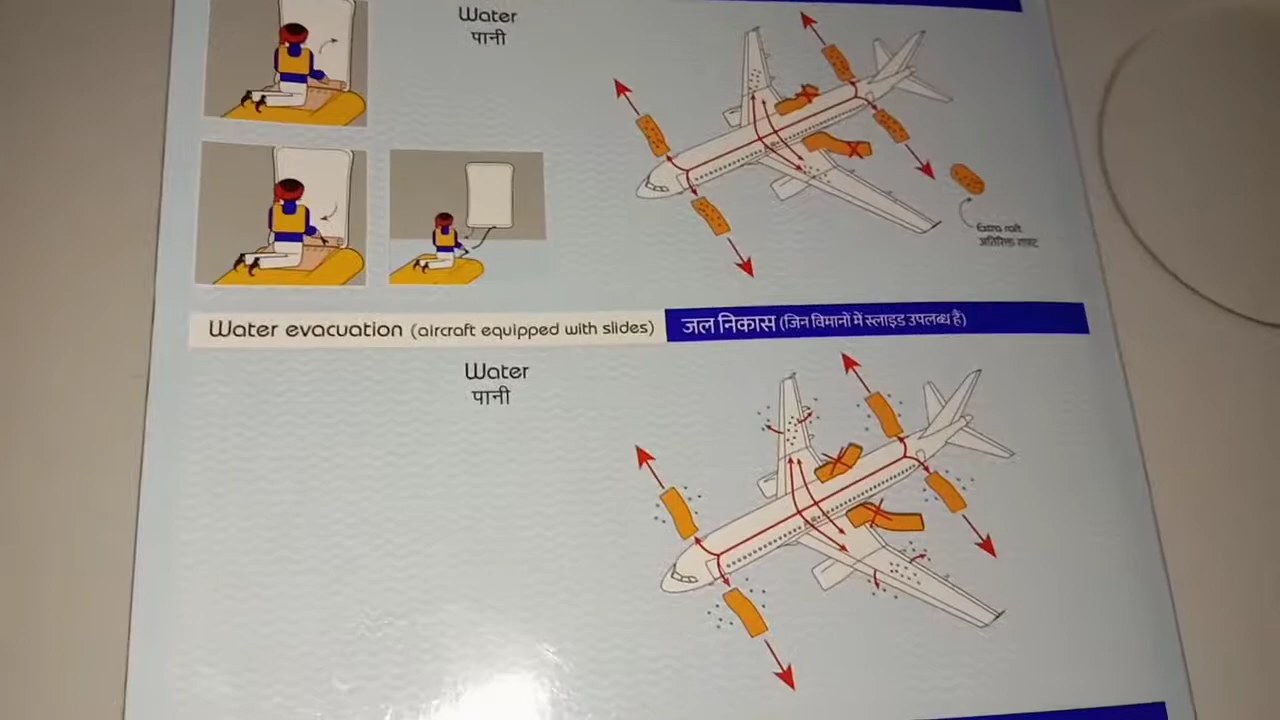 Water
पानी
Extra raft
अतिरिक्त राफ्ट
Water evacuation (aircraft equipped with slides)
जल निकास (जिन विमानों में स्लाइड उपलब्ध हैं)
Water
पानी